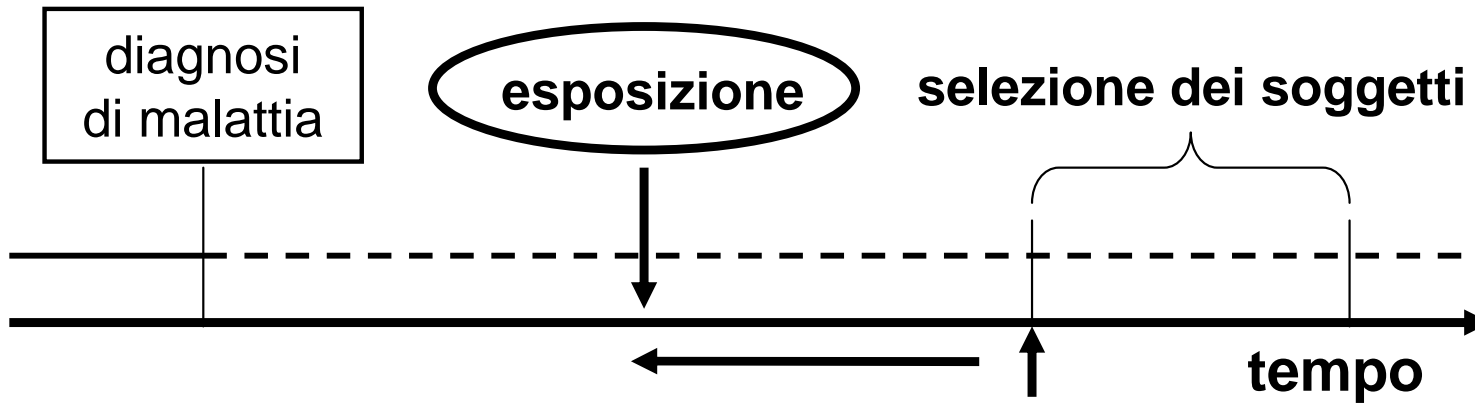 diagnosi
di malattia
esposizione
selezione dei soggetti
tempo